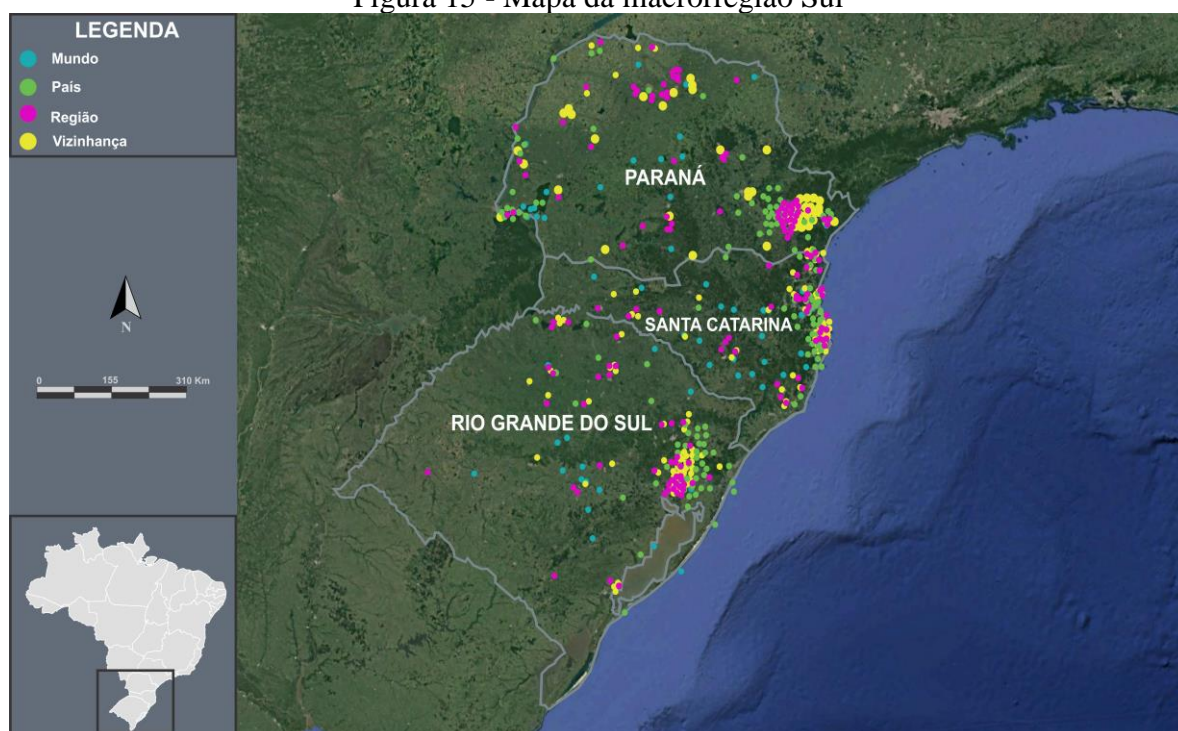 Figura 15 - Mapa da macrorregião Sul
LEGENDA
Mundo
País
Região
Vizinhança
PARANÁ
SANTA CATARINA
RIO GRANDE DO SUL
N
0 155 310 Km